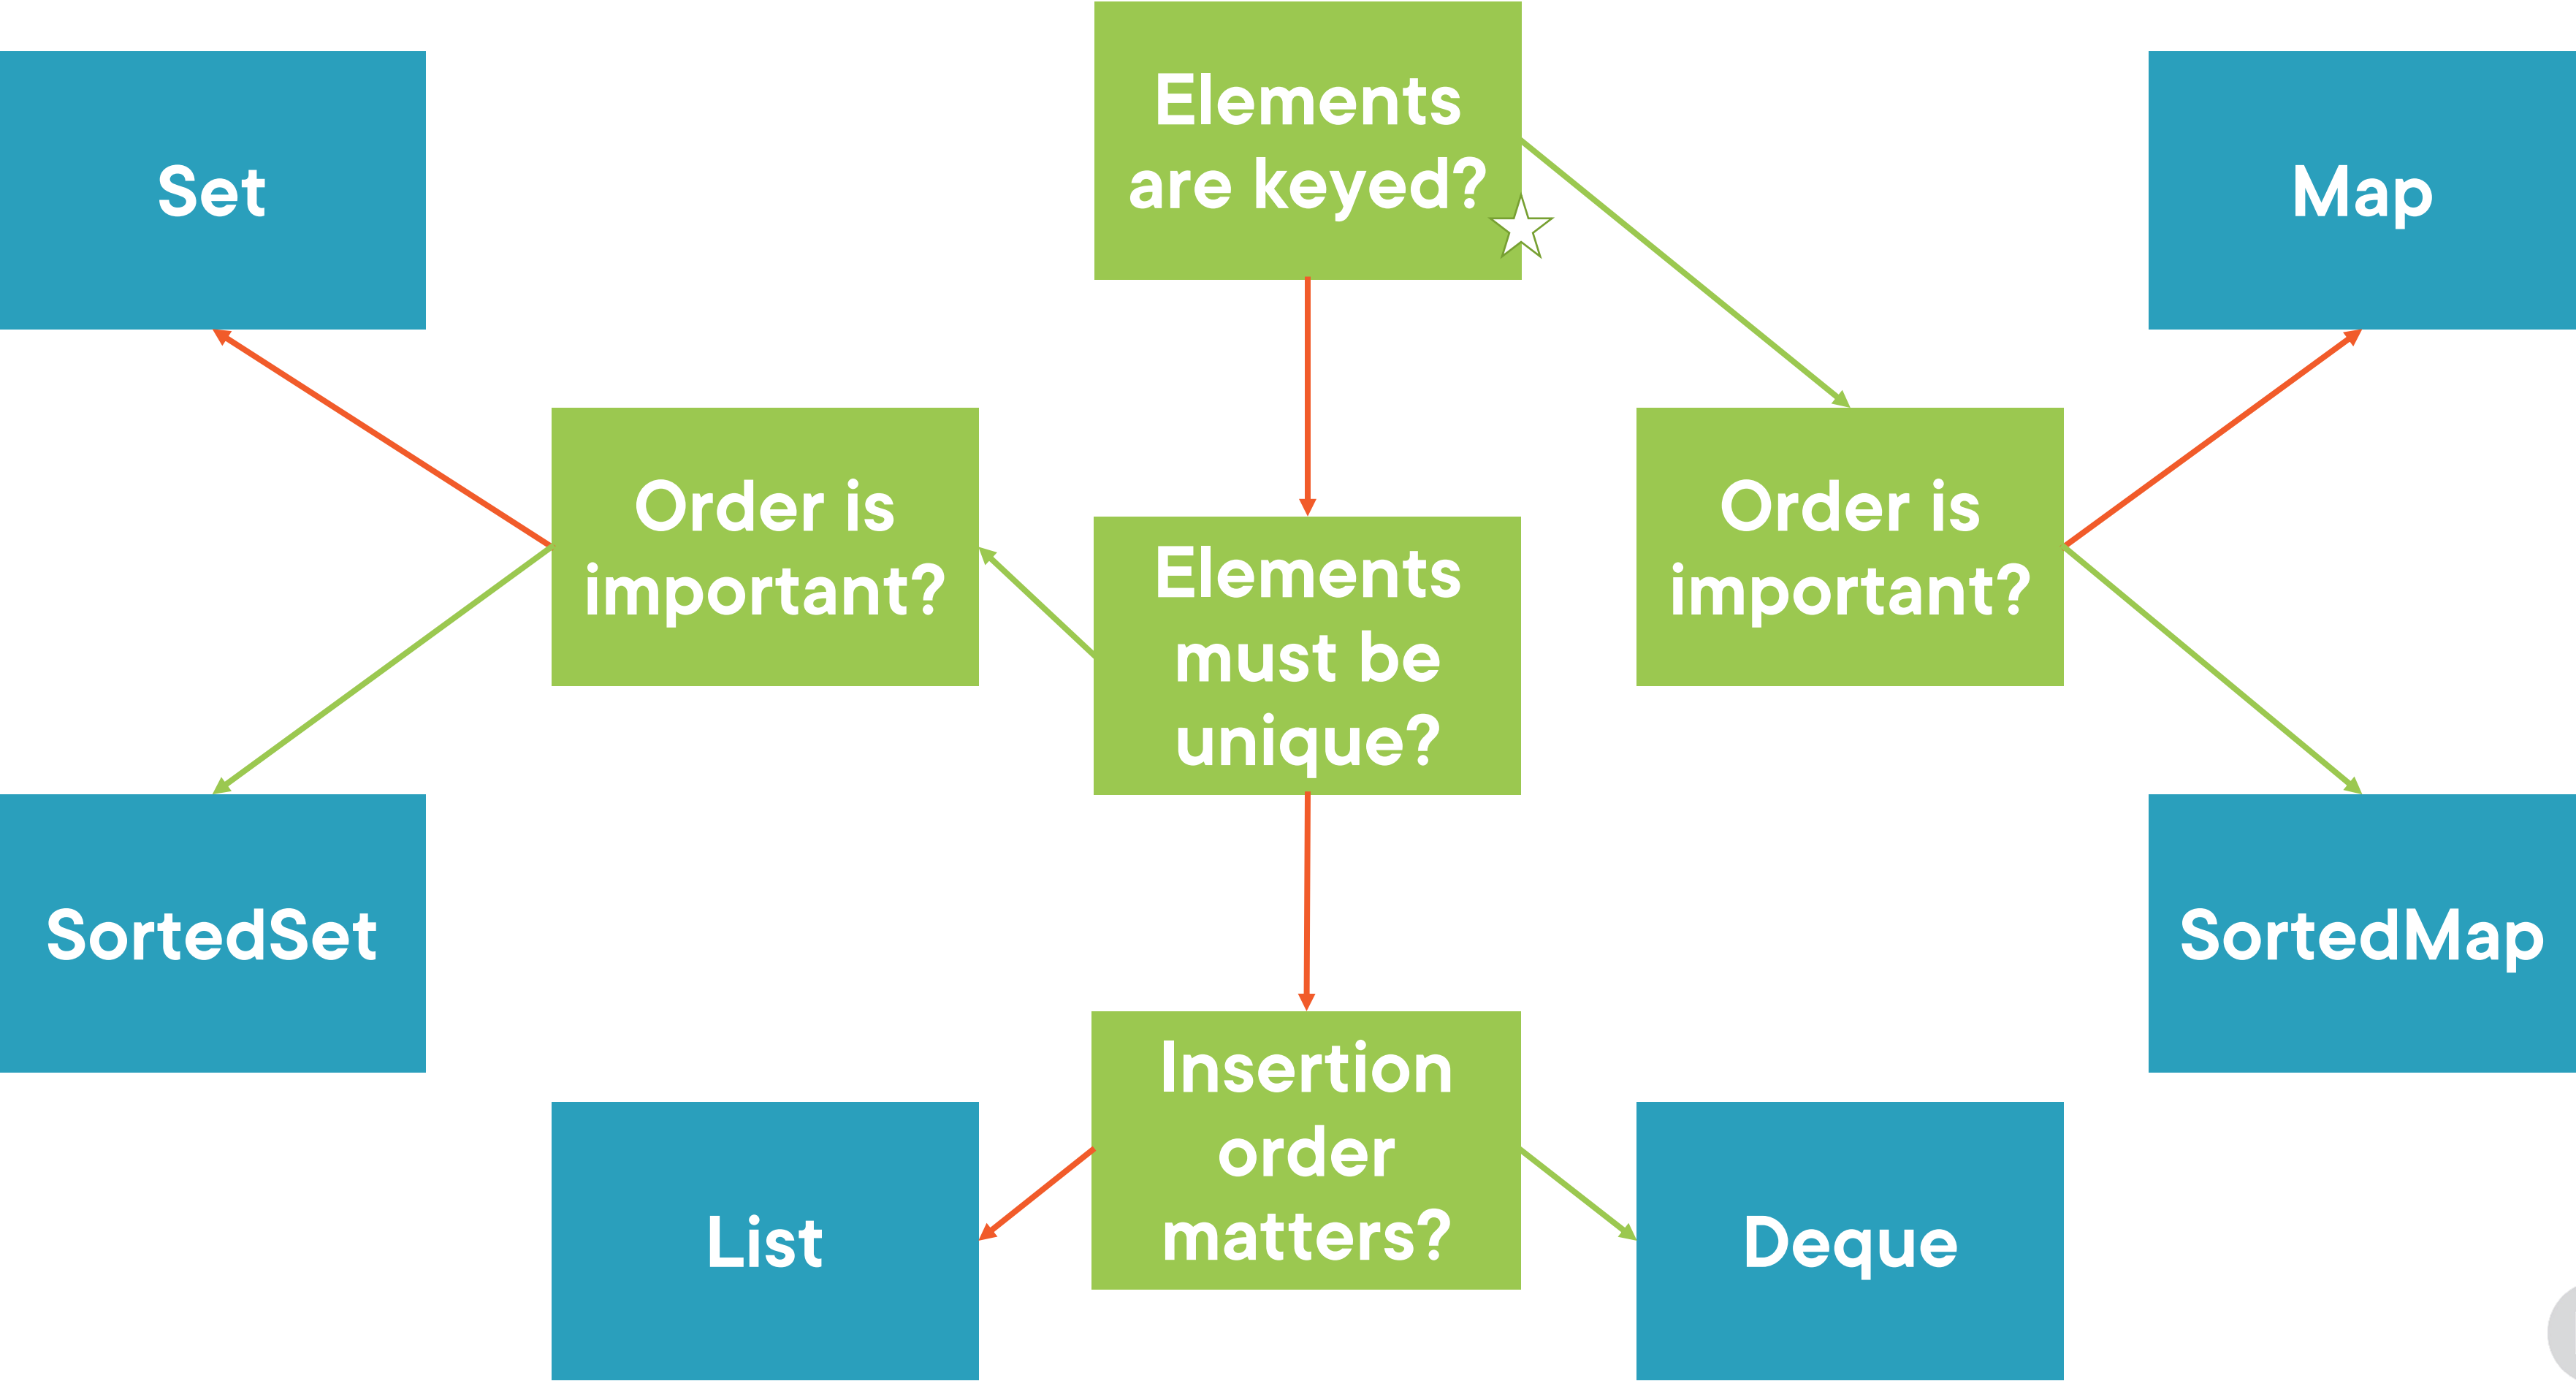 Elements
are keyed?
Set
Map
Order is
important?
Order is
important?
Elements
must be
unique?
SortedSet
SortedMap
Insertion
order
matters?
List
Deque